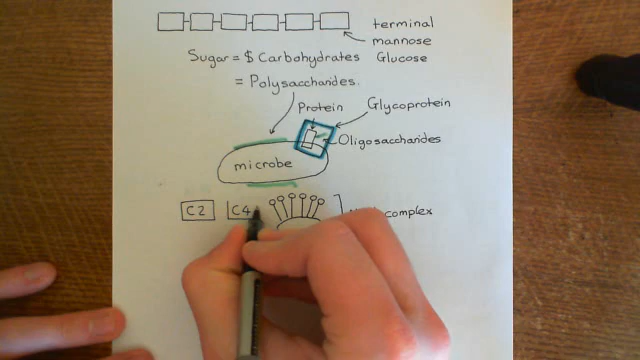 terminal
mannose
Sugar = $ Carbohydrates Glucose
= Polysaccharides.
Protein Glycoprotein
Oligosaccharides
microbe
C2 C4 complex